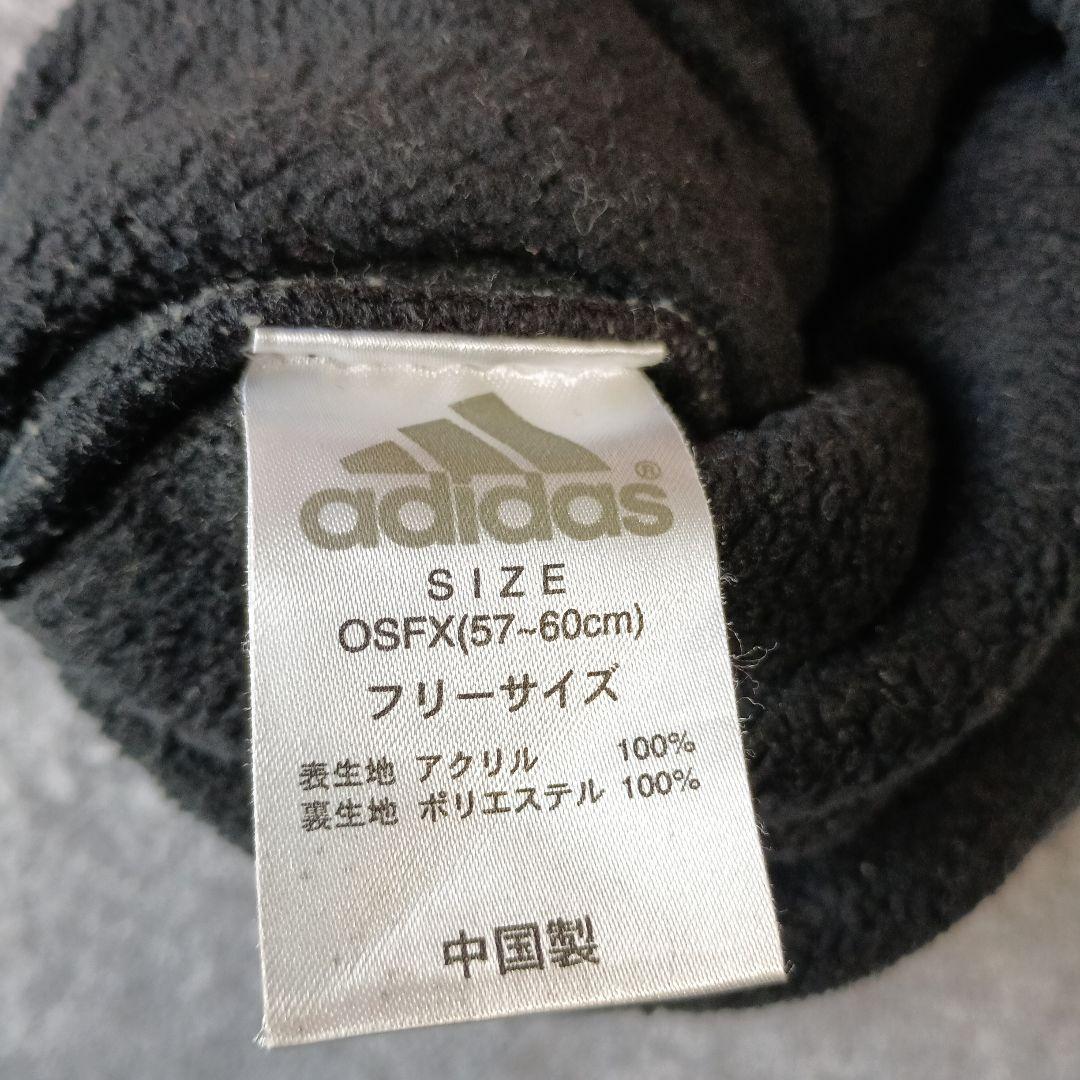 adidas®
SIZE
OSFX(57~60cm)
フリーサイズ
表生地 アクリル 100%
裏生地 ポリエステル 100%
中国製